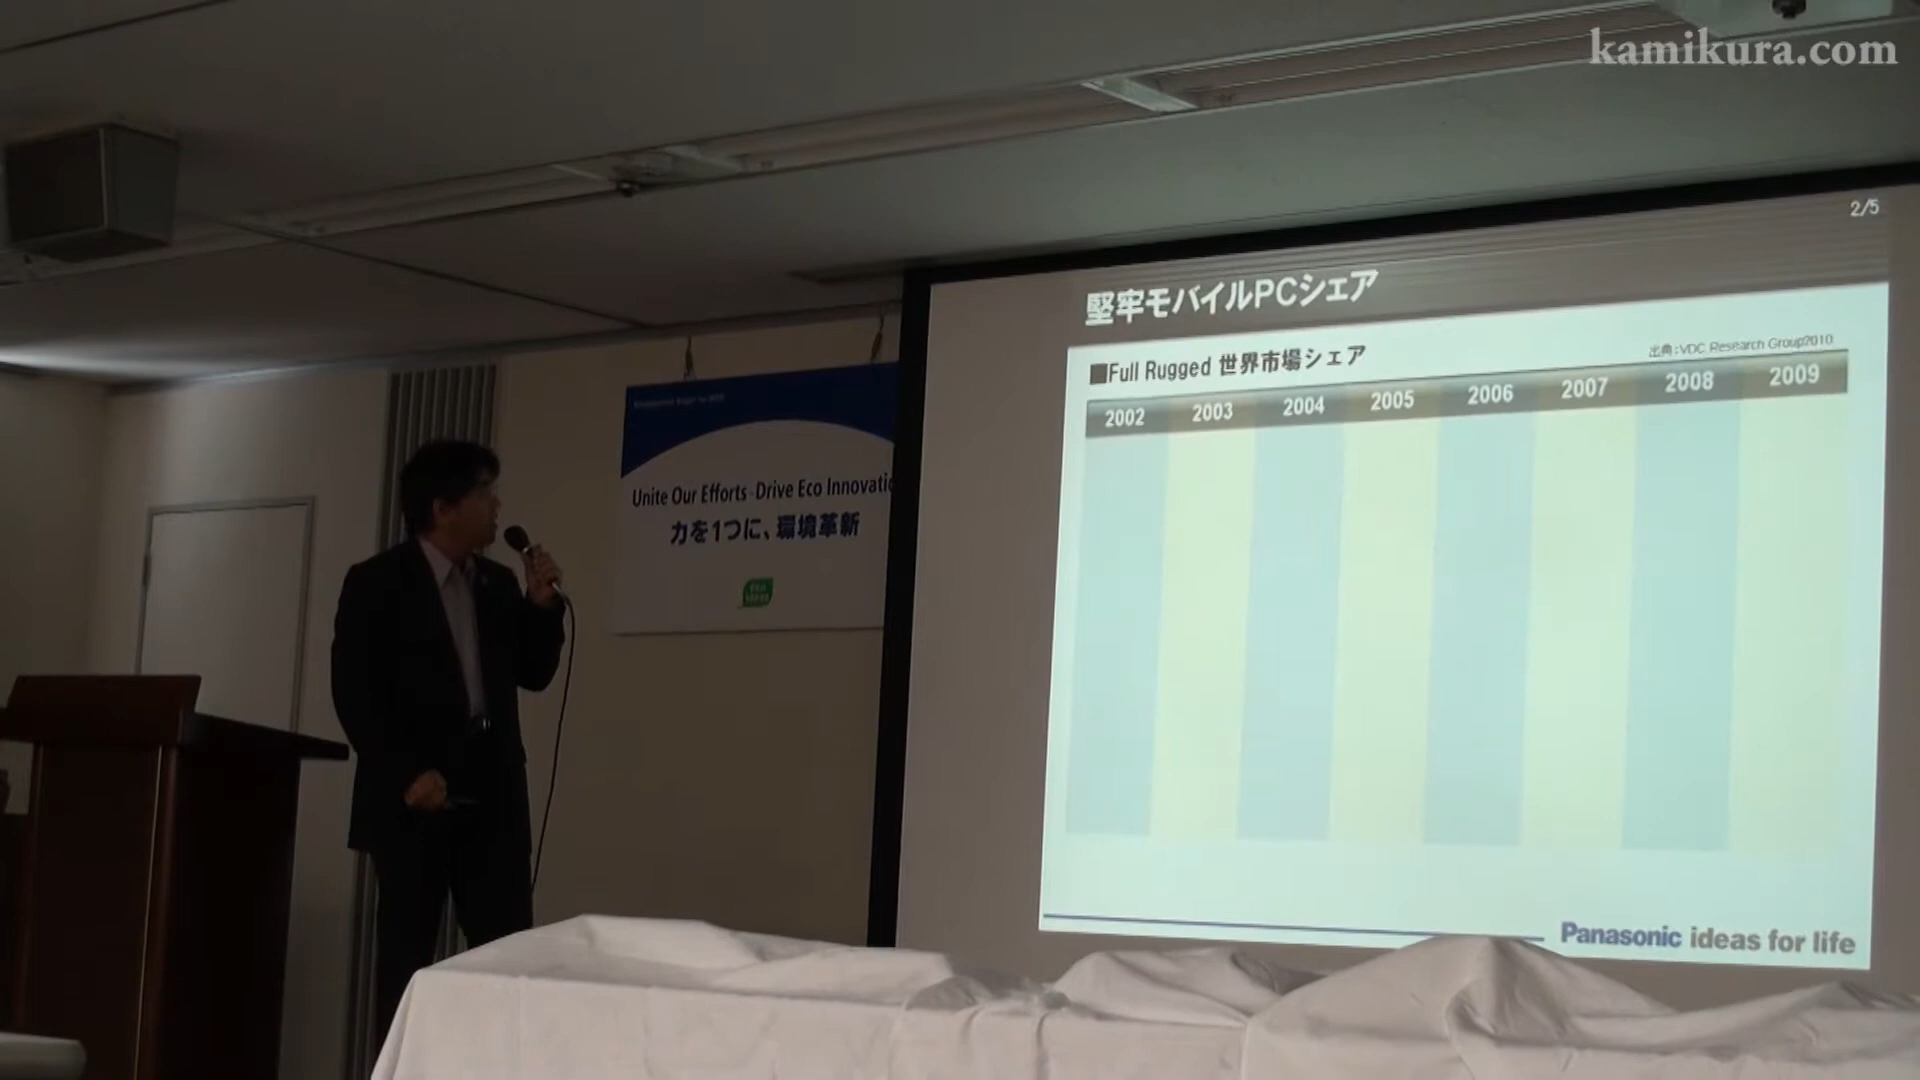 kamikura.com
2/5
堅牢モバイルPCシェア
■Full Rugged 世界市場シェア
出典：VDC Research Group2010
2002 2003 2004 2005 2006 2007 2008 2009
Unite Our Efforts - Drive Eco Innovatio
力を1つに、環境革新
eco ideas
Panasonic ideas for life